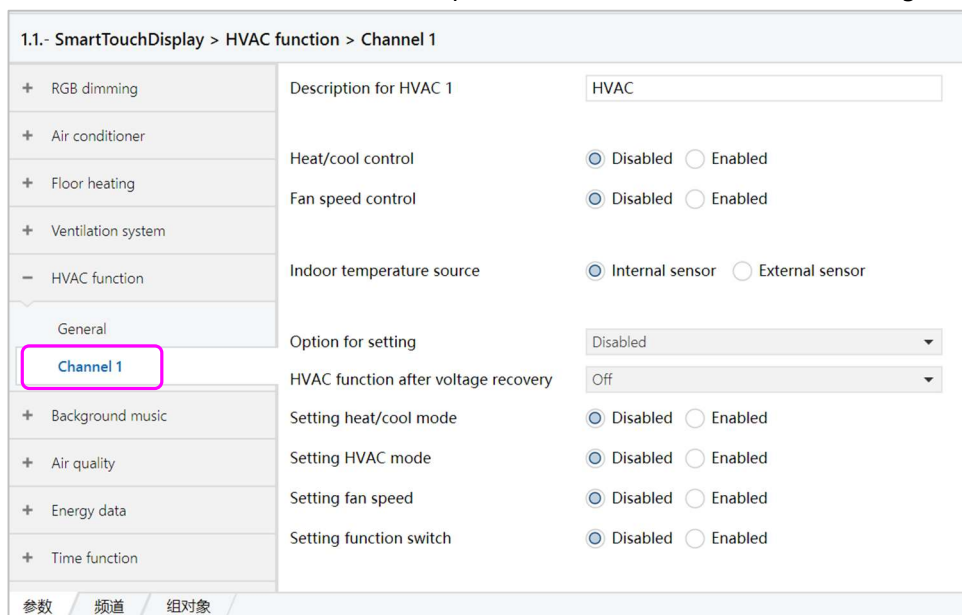 1.1.- SmartTouchDisplay > HVAC function > Channel 1
+ RGB dimming
+ Air conditioner
+ Floor heating
+ Ventilation system
− HVAC function
General
Channel 1
+ Background music
+ Air quality
+ Energy data
+ Time function
Description for HVAC 1 HVAC
Heat/cool control Disabled Enabled
Fan speed control Disabled Enabled
Indoor temperature source Internal sensor External sensor
Option for setting Disabled
HVAC function after voltage recovery Off
Setting heat/cool mode Disabled Enabled
Setting HVAC mode Disabled Enabled
Setting fan speed Disabled Enabled
Setting function switch Disabled Enabled
参数 频道 组对象